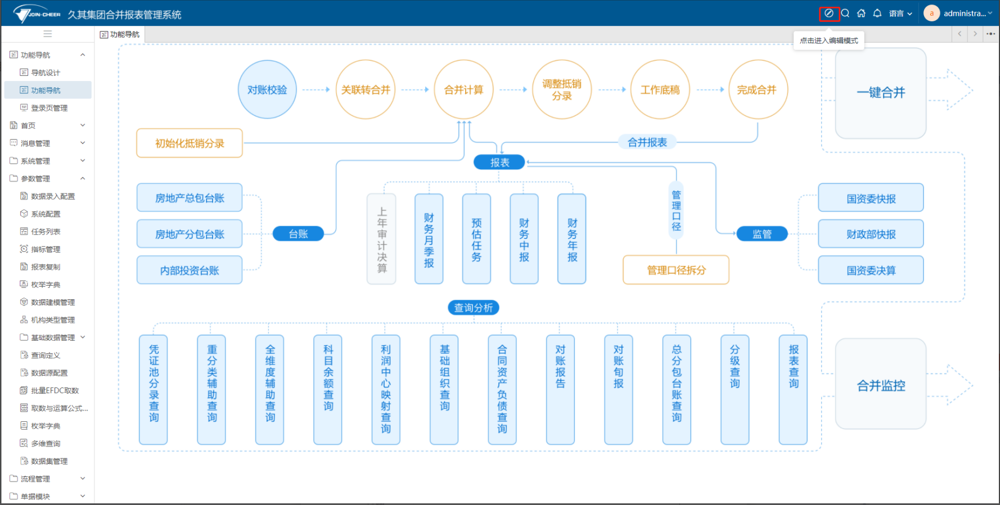 JOIN-CHEER
久其集团合并报表管理系统
语言
a
administra...
功能导航
点击进入编辑模式
功能导航
导航设计
功能导航
登录页管理
首页
消息管理
系统管理
参数管理
数据录入配置
系统配置
任务列表
指标管理
报表复制
枚举字典
数据建模管理
机构类型管理
基础数据管理
查询定义
数据源配置
批量EFDC取数
取数与运算公式...
枚举字典
多维查询
数据集管理
流程管理
单据模块
对账校验
关联转合并
合并计算
调整抵销
分录
工作底稿
完成合并
一键合并
初始化抵销分录
合并报表
报表
房地产总包台账
房地产分包台账
内部投资台账
台账
上年审计决算
财务月季报
预估任务
财务中报
财务年报
管理口径
管理口径拆分
监管
国资委快报
财政部快报
国资委决算
查询分析
凭证池分录查询
重分类辅助查询
全维度辅助查询
科目余额查询
利润中心映射查询
基础组织查询
合同资产负债查询
对账报告
对账旬报
总分包台账查询
分级查询
报表查询
合并监控